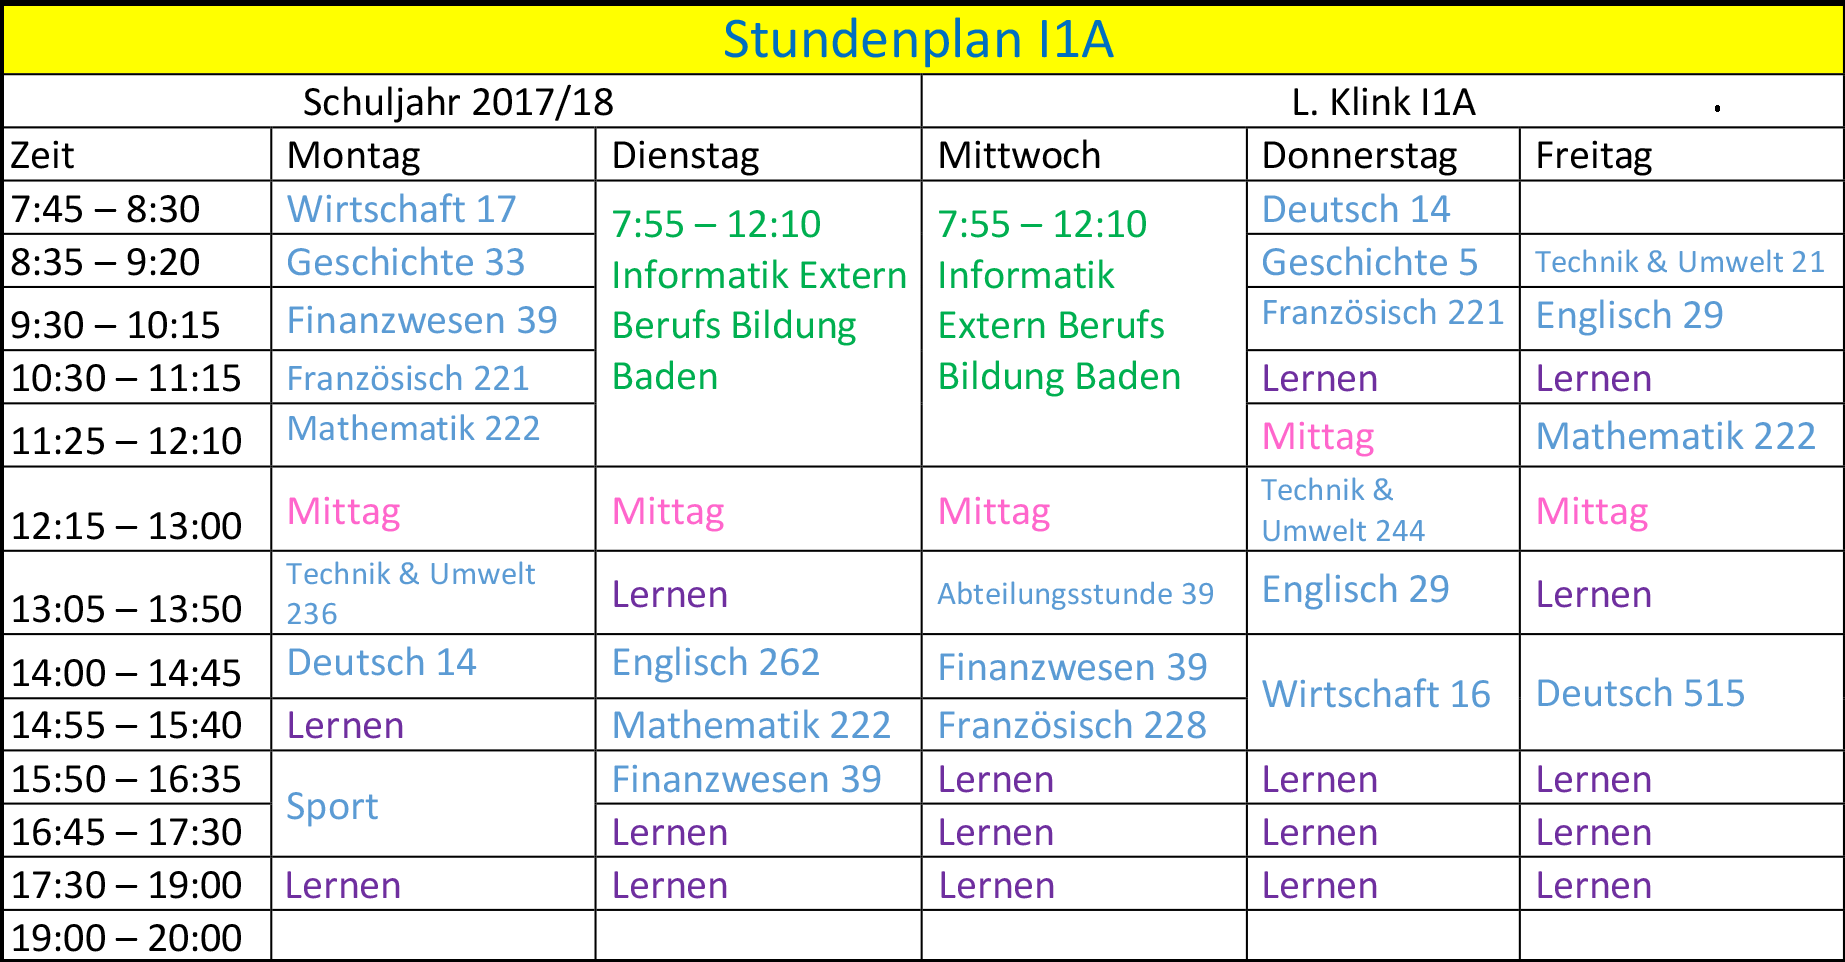 Stundenplan I1A
Schuljahr 2017/18 L. Klink I1A .
Zeit Montag Dienstag Mittwoch Donnerstag Freitag
7:45 – 8:30 Wirtschaft 17 7:55 – 12:10 7:55 – 12:10 Deutsch 14
8:35 – 9:20 Geschichte 33 Informatik Extern Informatik Geschichte 5 Technik & Umwelt 21
9:30 – 10:15 Finanzwesen 39 Berufs Bildung Extern Berufs Französisch 221 Englisch 29
10:30 – 11:15 Französisch 221 Baden Bildung Baden Lernen Lernen
11:25 – 12:10 Mathematik 222 Mittag Mathematik 222
12:15 – 13:00 Mittag Mittag Mittag Technik &
Umwelt 244 Mittag
13:05 – 13:50 Technik & Umwelt
236 Lernen Abteilungsstunde 39 Englisch 29 Lernen
14:00 – 14:45 Deutsch 14 Englisch 262 Finanzwesen 39 Wirtschaft 16 Deutsch 515
14:55 – 15:40 Lernen Mathematik 222 Französisch 228
15:50 – 16:35 Sport Finanzwesen 39 Lernen Lernen Lernen
16:45 – 17:30 Lernen Lernen Lernen Lernen
17:30 – 19:00 Lernen Lernen Lernen Lernen Lernen
19:00 – 20:00